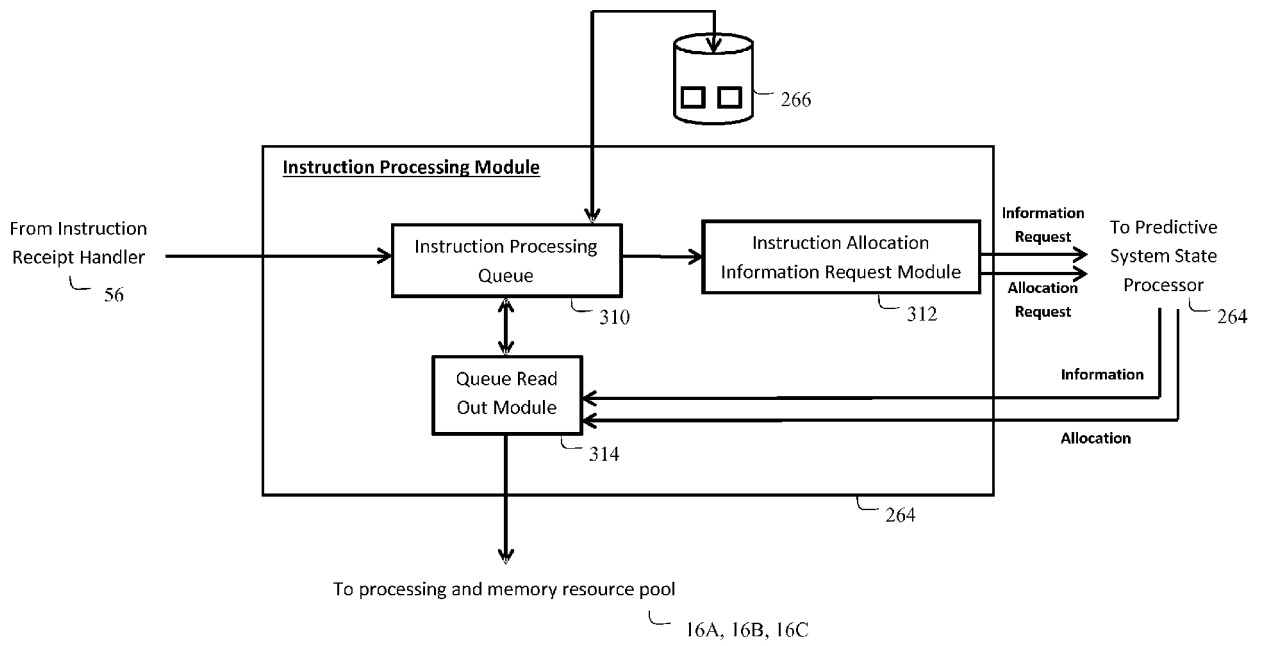 266
Instruction Processing Module
From Instruction
Receipt Handler
56
Instruction Processing
Queue
310
Instruction Allocation
Information Request Module
312
Information
Request
Allocation
Request
To Predictive
System State
Processor
264
Queue Read
Out Module
314
Information
Allocation
264
To processing and memory resource pool
16A, 16B, 16C